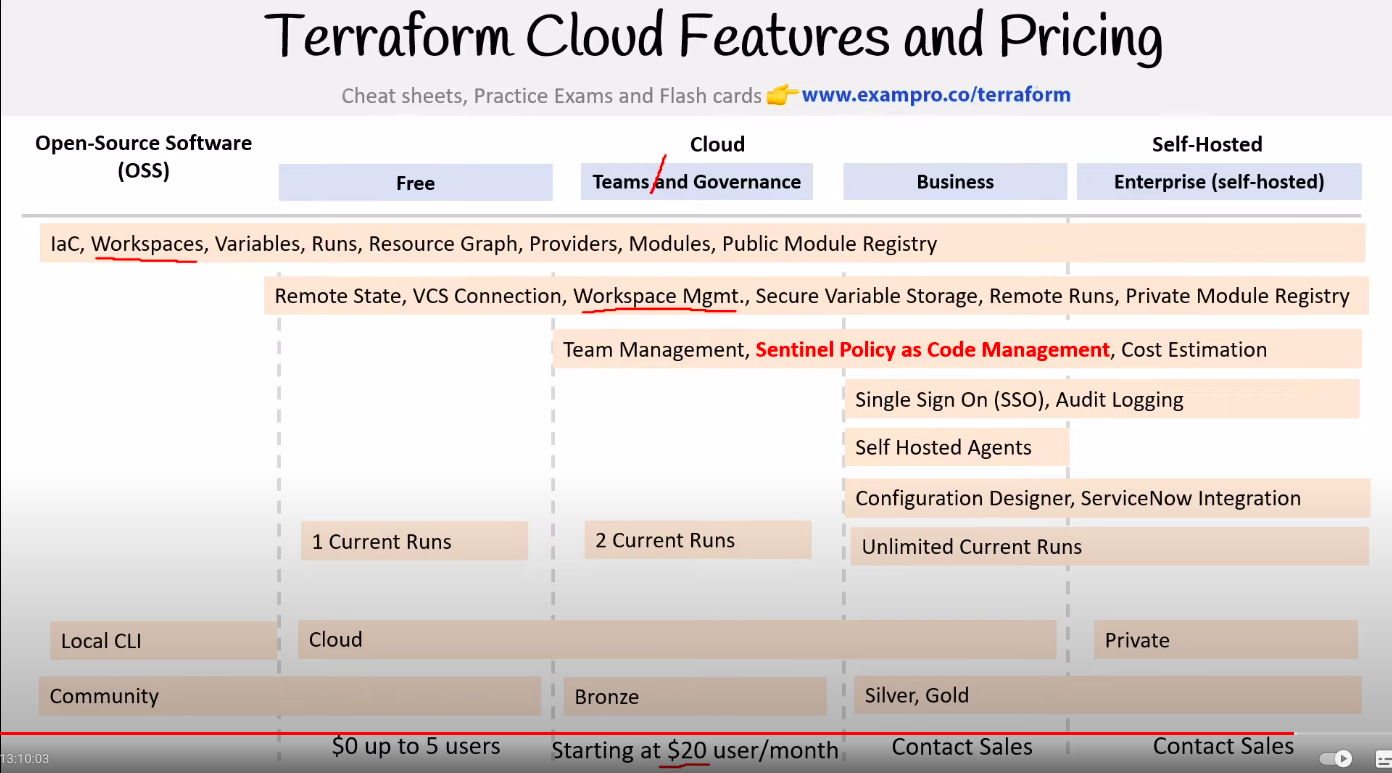 Terraform Cloud Features and Pricing
Cheat sheets, Practice Exams and Flash cards 👉 www.exampro.co/terraform
Open-Source Software
(OSS)
Cloud
Self-Hosted
Free
Teams and Governance
Business
Enterprise (self-hosted)
IaC, Workspaces, Variables, Runs, Resource Graph, Providers, Modules, Public Module Registry
Remote State, VCS Connection, Workspace Mgmt., Secure Variable Storage, Remote Runs, Private Module Registry
Team Management, Sentinel Policy as Code Management, Cost Estimation
Single Sign On (SSO), Audit Logging
Self Hosted Agents
Configuration Designer, ServiceNow Integration
1 Current Runs
2 Current Runs
Unlimited Current Runs
Local CLI
Cloud
Private
Community
Bronze
Silver, Gold
$0 up to 5 users
Starting at $20 user/month
Contact Sales
Contact Sales
13:10:03